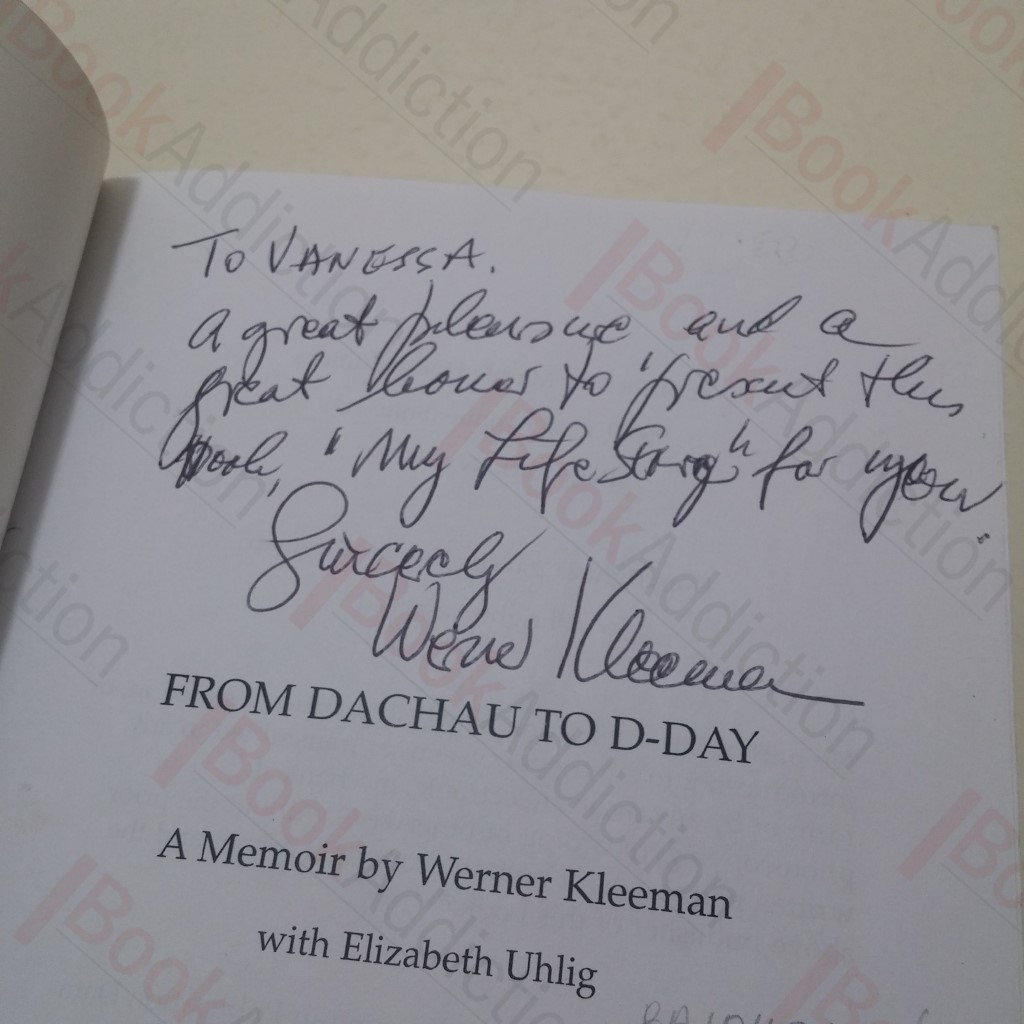 To VANESSA.
A great pleasure and a
great honor to present this
book, "My Life Story" for you.
Sincerely
Werner Kleeman
FROM DACHAU TO D-DAY
A Memoir by Werner Kleeman
with Elizabeth Uhlig
BookAddiction